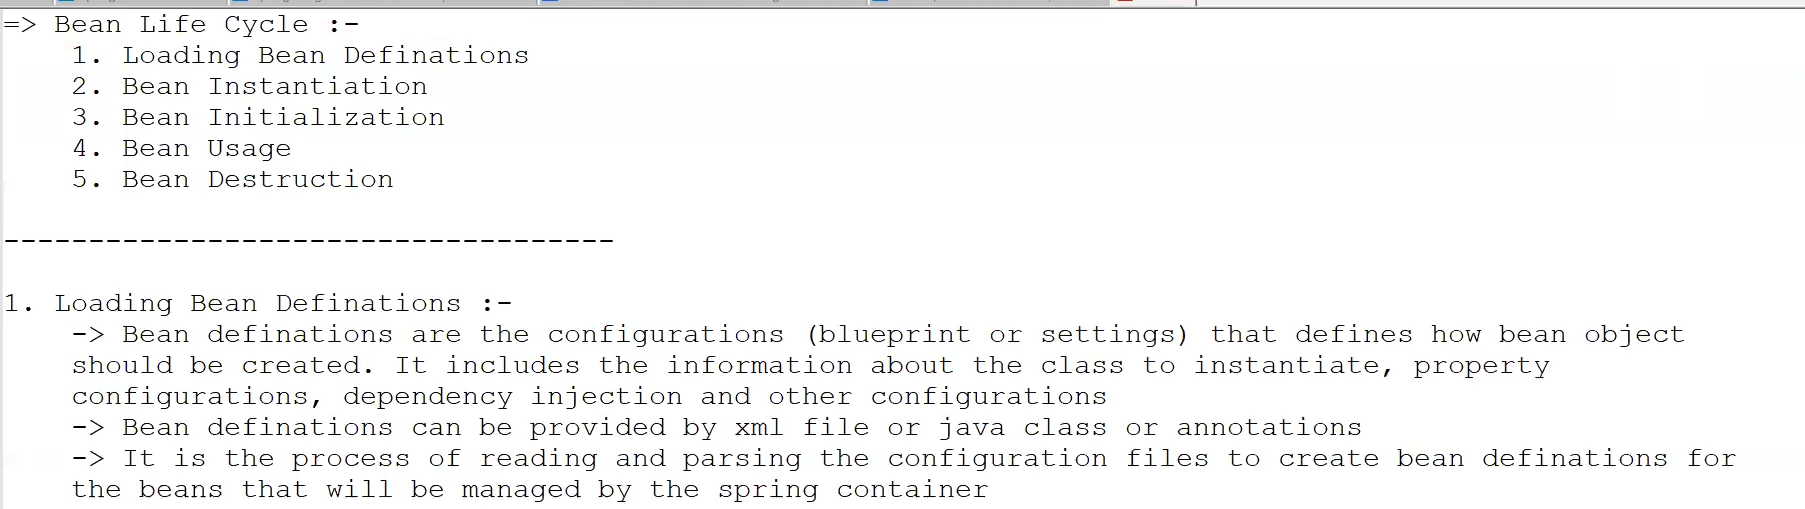 => Bean Life Cycle :-
1. Loading Bean Definations
2. Bean Instantiation
3. Bean Initialization
4. Bean Usage
5. Bean Destruction
------------------------------------
1. Loading Bean Definations :-
-> Bean definations are the configurations (blueprint or settings) that defines how bean object
should be created. It includes the information about the class to instantiate, property
configurations, dependency injection and other configurations
-> Bean definations can be provided by xml file or java class or annotations
-> It is the process of reading and parsing the configuration files to create bean definations for
the beans that will be managed by the spring container